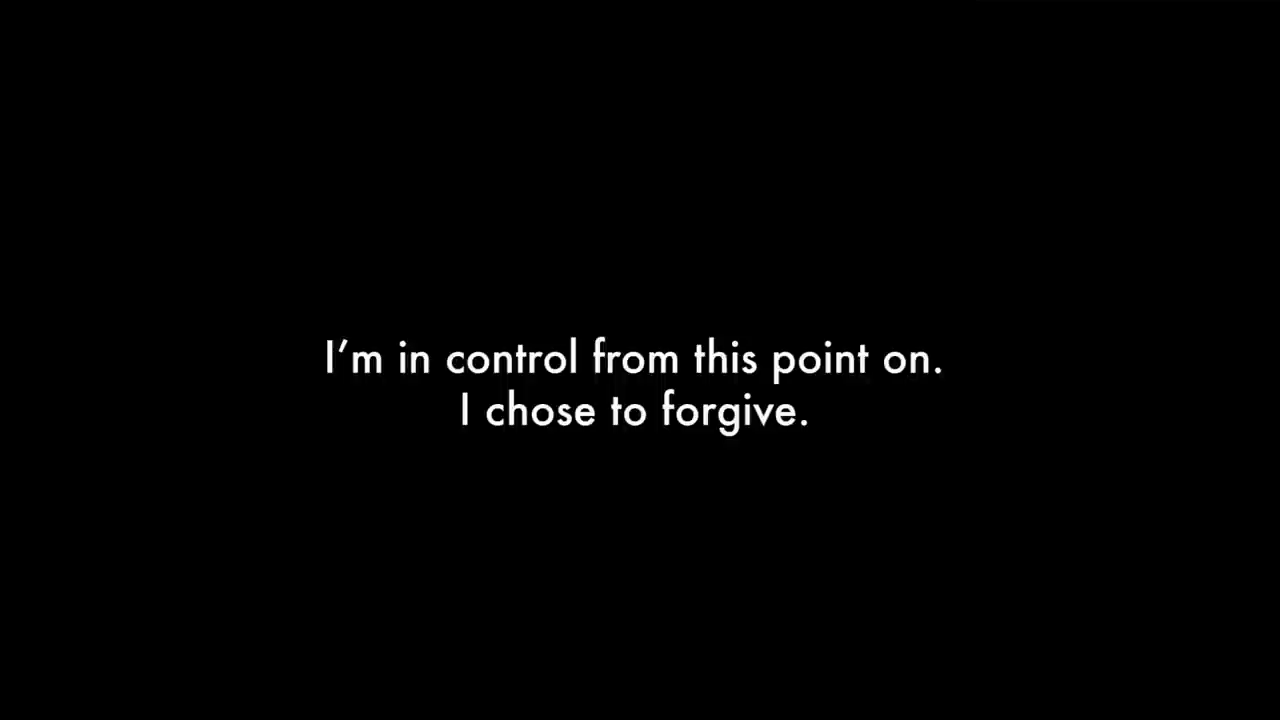 I’m in control from this point on.
I chose to forgive.